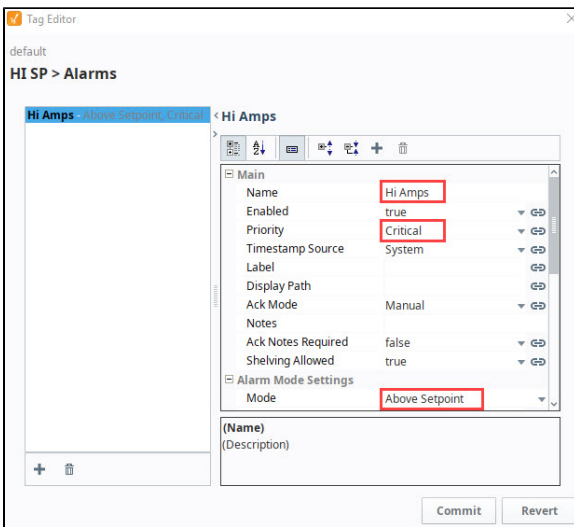 Tag Editor
default
HI SP > Alarms
Hi Amps - Above Setpoint, Critical
Hi Amps
Main
Name Hi Amps
Enabled true
Priority Critical
Timestamp Source System
Label
Display Path
Ack Mode Manual
Notes
Ack Notes Required false
Shelving Allowed true
Alarm Mode Settings
Mode Above Setpoint
(Name)
(Description)
Commit Revert